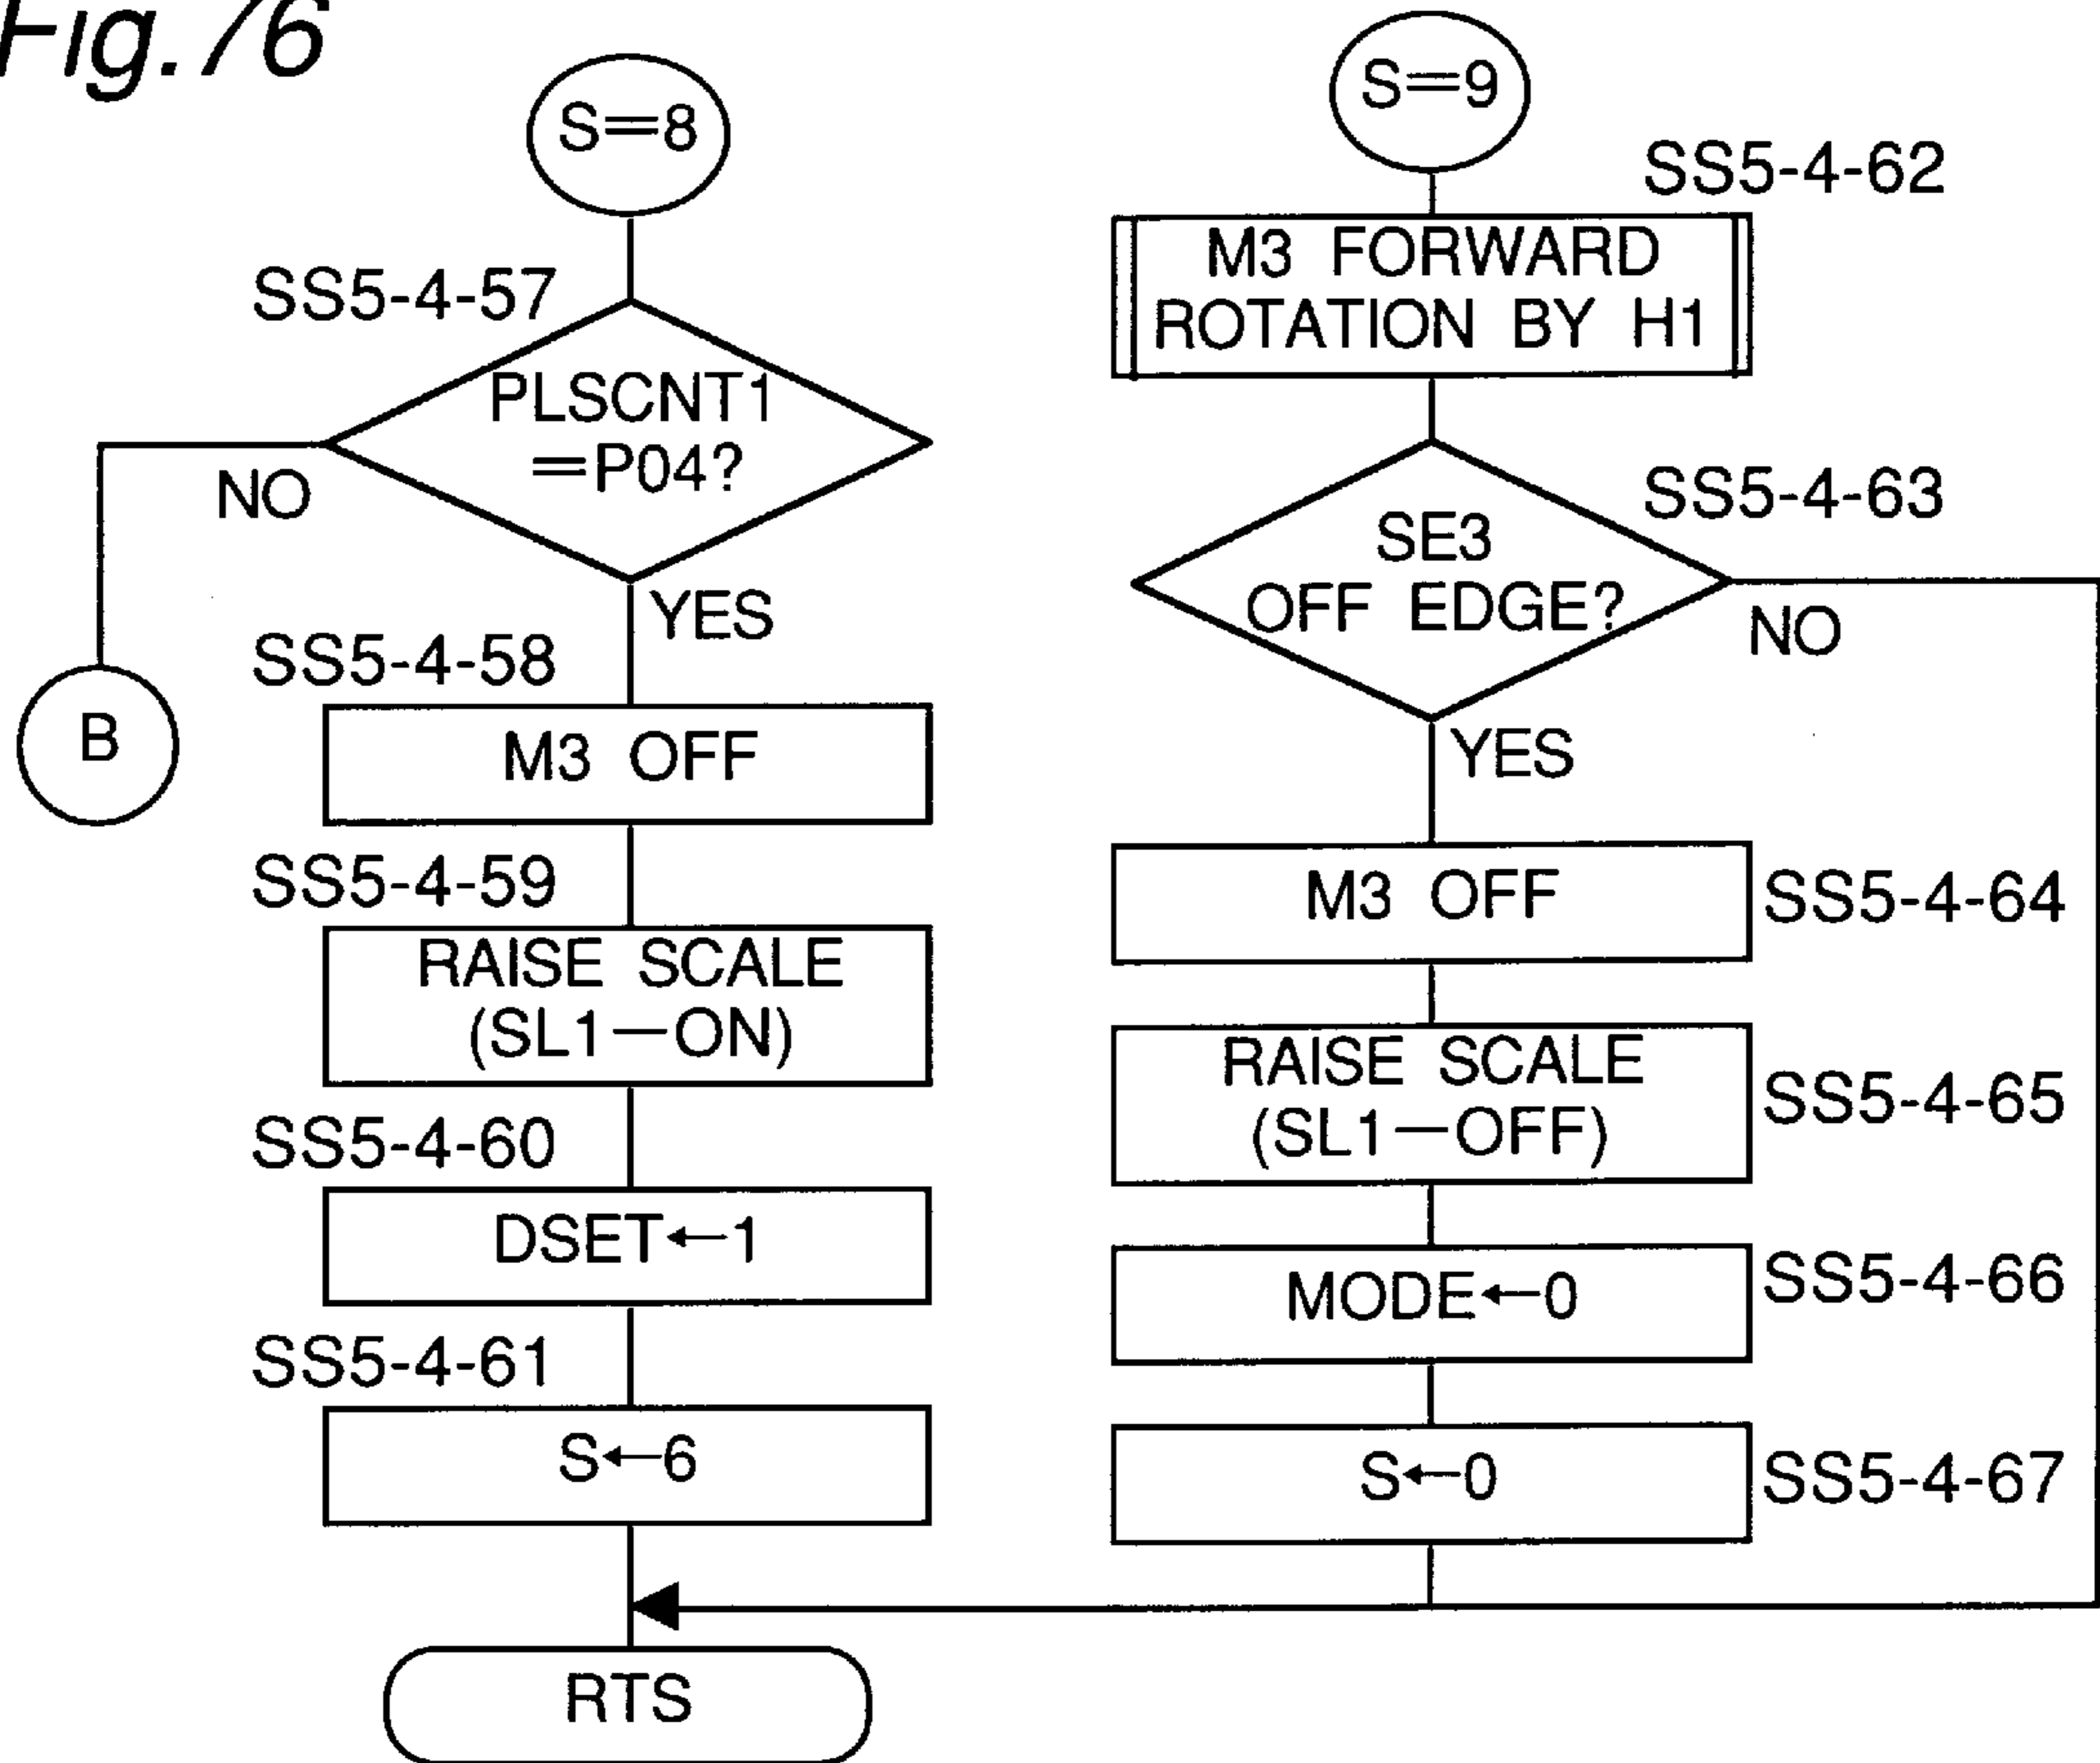 Fig.76
S=8
SS5-4-57
PLSCNT1
=P04?
NO
B
YES
SS5-4-58
M3 OFF
SS5-4-59
RAISE SCALE
(SL1—ON)
SS5-4-60
DSET←1
SS5-4-61
S←6
RTS
S=9
SS5-4-62
M3 FORWARD
ROTATION BY H1
SS5-4-63
SE3
OFF EDGE?
NO
YES
M3 OFF
SS5-4-64
RAISE SCALE
(SL1—OFF)
SS5-4-65
MODE←0
SS5-4-66
S←0
SS5-4-67